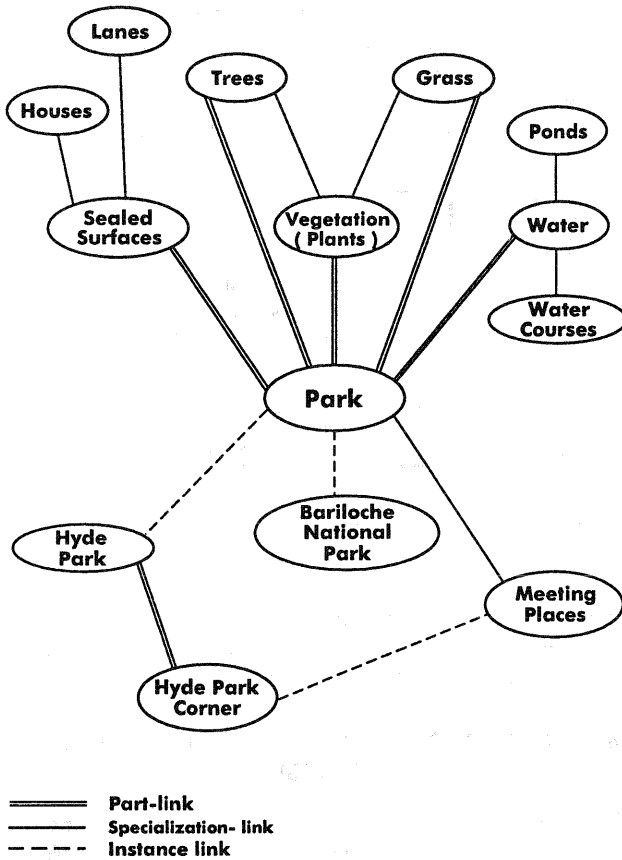 Lanes
Trees
Grass
Houses
Ponds
Sealed
Surfaces
Vegetation
( Plants )
Water
Water
Courses
Park
Bariloche
National
Park
Hyde
Park
Meeting
Places
Hyde Park
Corner
Part-link
Specialization- link
Instance link